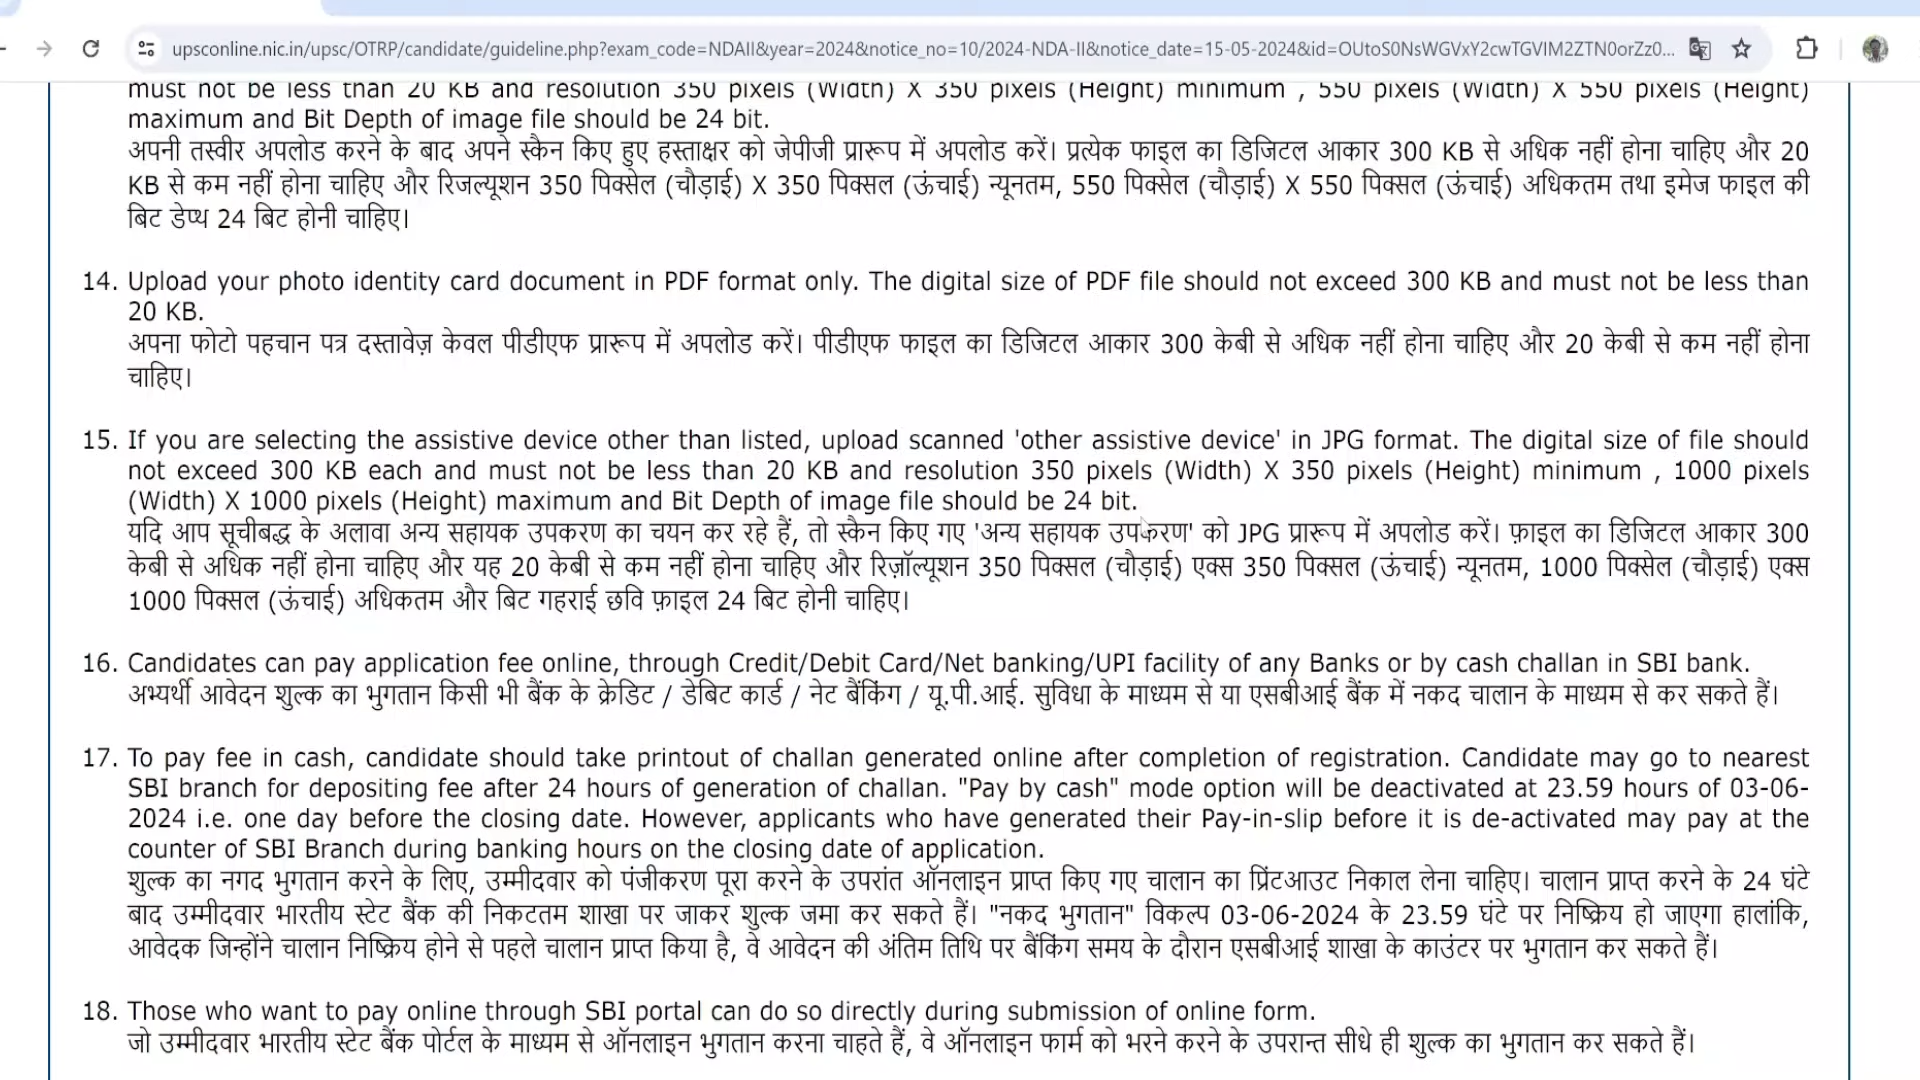 upsconline.nic.in/upsc/OTRP/candidate/guideline.php?exam_code=NDAII&year=2024&notice_no=10/2024-NDA-II&notice_date=15-05-2024&id=OUtoS0NsWGVxY2cwTGVIM2ZTN0orZz0...
must not be less than 20 KB and resolution 350 pixels (Width) X 350 pixels (Height) minimum , 550 pixels (Width) X 550 pixels (Height)
maximum and Bit Depth of image file should be 24 bit.
अपनी तस्वीर अपलोड करने के बाद अपने स्कैन किए हुए हस्ताक्षर को जेपीजी प्रारूप में अपलोड करें। प्रत्येक फाइल का डिजिटल आकार 300 KB से अधिक नहीं होना चाहिए और 20
KB से कम नहीं होना चाहिए और रिजल्यूशन 350 पिक्सेल (चौड़ाई) X 350 पिक्सल (ऊंचाई) न्यूनतम, 550 पिक्सेल (चौड़ाई) X 550 पिक्सल (ऊंचाई) अधिकतम तथा इमेज फाइल की
बिट डेप्थ 24 बिट होनी चाहिए।
14. Upload your photo identity card document in PDF format only. The digital size of PDF file should not exceed 300 KB and must not be less than
20 KB.
अपना फोटो पहचान पत्र दस्तावेज़ केवल पीडीएफ प्रारूप में अपलोड करें। पीडीएफ फाइल का डिजिटल आकार 300 केबी से अधिक नहीं होना चाहिए और 20 केबी से कम नहीं होना
चाहिए।
15. If you are selecting the assistive device other than listed, upload scanned 'other assistive device' in JPG format. The digital size of file should
not exceed 300 KB each and must not be less than 20 KB and resolution 350 pixels (Width) X 350 pixels (Height) minimum , 1000 pixels
(Width) X 1000 pixels (Height) maximum and Bit Depth of image file should be 24 bit.
यदि आप सूचीबद्ध के अलावा अन्य सहायक उपकरण का चयन कर रहे हैं, तो स्कैन किए गए 'अन्य सहायक उपकरण' को JPG प्रारूप में अपलोड करें। फ़ाइल का डिजिटल आकार 300
केबी से अधिक नहीं होना चाहिए और यह 20 केबी से कम नहीं होना चाहिए और रिज़ॉल्यूशन 350 पिक्सल (चौड़ाई) एक्स 350 पिक्सल (ऊंचाई) न्यूनतम, 1000 पिक्सेल (चौड़ाई) एक्स
1000 पिक्सल (ऊंचाई) अधिकतम और बिट गहराई छवि फ़ाइल 24 बिट होनी चाहिए।
16. Candidates can pay application fee online, through Credit/Debit Card/Net banking/UPI facility of any Banks or by cash challan in SBI bank.
अभ्यर्थी आवेदन शुल्क का भुगतान किसी भी बैंक के क्रेडिट / डेबिट कार्ड / नेट बैंकिंग / यू.पी.आई. सुविधा के माध्यम से या एसबीआई बैंक में नकद चालान के माध्यम से कर सकते हैं।
17. To pay fee in cash, candidate should take printout of challan generated online after completion of registration. Candidate may go to nearest
SBI branch for depositing fee after 24 hours of generation of challan. "Pay by cash" mode option will be deactivated at 23.59 hours of 03-06-
2024 i.e. one day before the closing date. However, applicants who have generated their Pay-in-slip before it is de-activated may pay at the
counter of SBI Branch during banking hours on the closing date of application.
शुल्क का नगद भुगतान करने के लिए, उम्मीदवार को पंजीकरण पूरा करने के उपरांत ऑनलाइन प्राप्त किए गए चालान का प्रिंटआउट निकाल लेना चाहिए। चालान प्राप्त करने के 24 घंटे
बाद उम्मीदवार भारतीय स्टेट बैंक की निकटतम शाखा पर जाकर शुल्क जमा कर सकते हैं। "नकद भुगतान" विकल्प 03-06-2024 के 23.59 घंटे पर निष्क्रिय हो जाएगा हालांकि,
आवेदक जिन्होंने चालान निष्क्रिय होने से पहले चालान प्राप्त किया है, वे आवेदन की अंतिम तिथि पर बैंकिंग समय के दौरान एसबीआई शाखा के काउंटर पर भुगतान कर सकते हैं।
18. Those who want to pay online through SBI portal can do so directly during submission of online form.
जो उम्मीदवार भारतीय स्टेट बैंक पोर्टल के माध्यम से ऑनलाइन भुगतान करना चाहते हैं, वे ऑनलाइन फार्म को भरने करने के उपरान्त सीधे ही शुल्क का भुगतान कर सकते हैं।